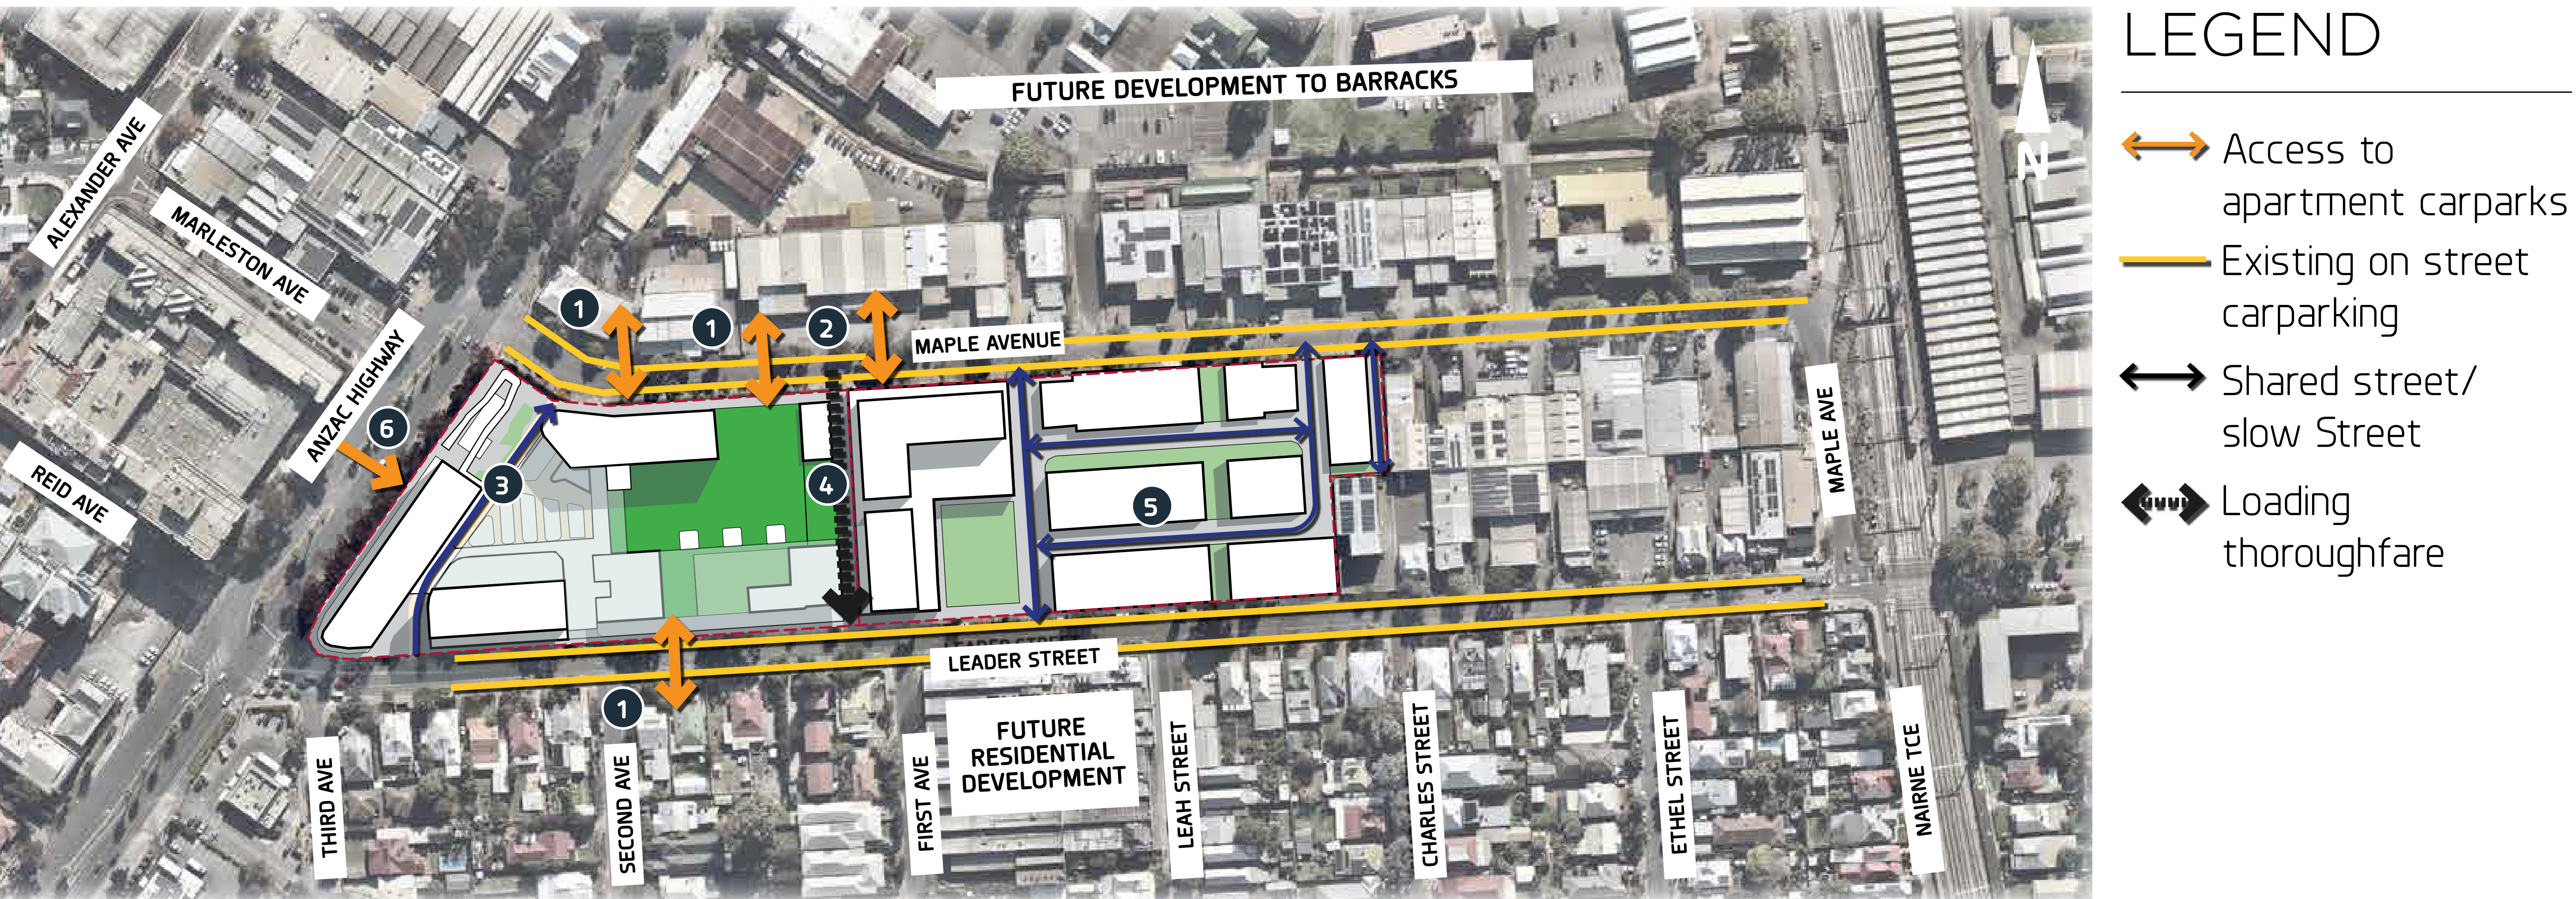 LEGEND
FUTURE DEVELOPMENT TO BARRACKS
N
Access to
apartment carparks
Existing on street
carparking
Shared street/
slow Street
Loading
thoroughfare
ALEXANDER AVE
MARLESTON AVE
ANZAC HIGHWAY
REID AVE
1
1
2
MAPLE AVENUE
MAPLE AVE
6
3
4
5
LEADER STREET
1
FUTURE
RESIDENTIAL
DEVELOPMENT
THIRD AVE
SECOND AVE
FIRST AVE
LEAH STREET
CHARLES STREET
ETHEL STREET
NAIRNE TCE